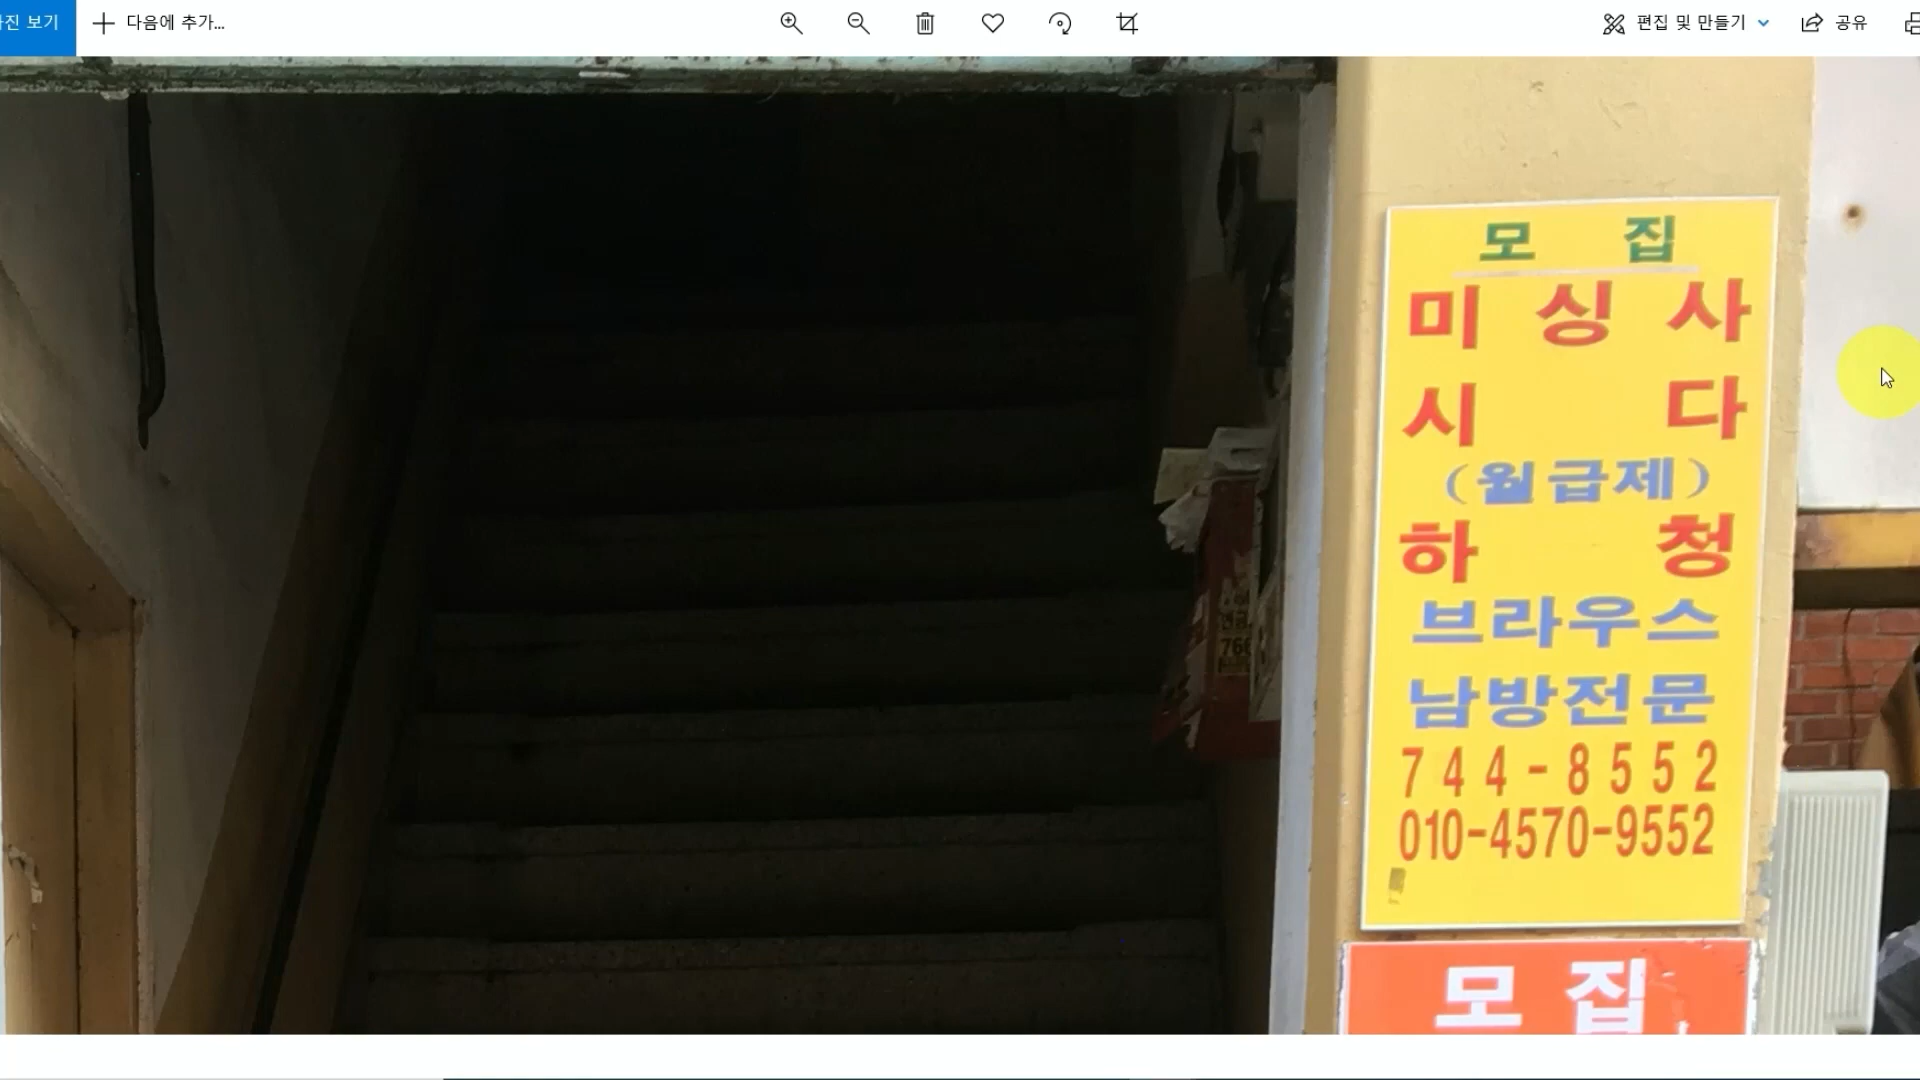 진 보기
다음에 추가...
편집 및 만들기
공유
모 집
미 싱 사
시 다
(월급제)
하 청
브라우스
남방전문
744-8552
010-4570-9552
모 집
766